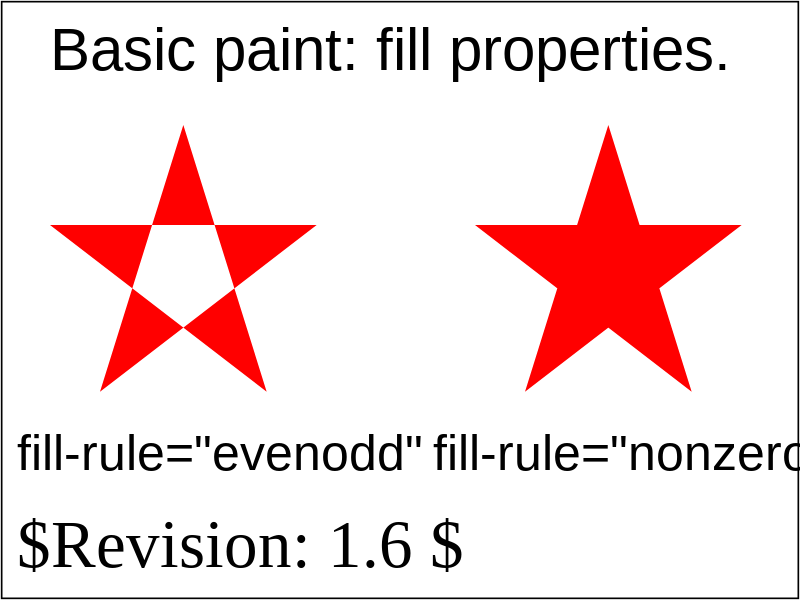 Basic paint: fill properties.
fill-rule="evenodd" fill-rule="nonzero
$Revision: 1.6 $